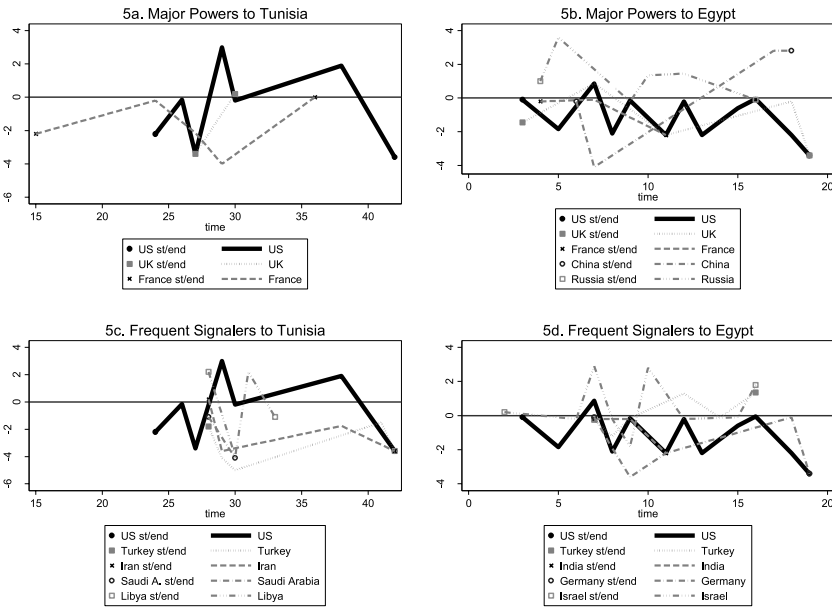 5a. Major Powers to Tunisia
4
2
0
-2
-4
-6
15 20 25 30 35 40
time
US st/end US
UK st/end UK
France st/end France
5b. Major Powers to Egypt
4
2
0
-2
-4
0 5 10 15 20
time
US st/end US
UK st/end UK
France st/end France
China st/end China
Russia st/end Russia
5c. Frequent Signalers to Tunisia
4
2
0
-2
-4
-6
15 20 25 30 35 40
time
US st/end US
Turkey st/end Turkey
Iran st/end Iran
Saudi A. st/end Saudi Arabia
Libya st/end Libya
5d. Frequent Signalers to Egypt
4
2
0
-2
-4
0 5 10 15 20
time
US st/end US
Turkey st/end Turkey
India st/end India
Germany st/end Germany
Israel st/end Israel